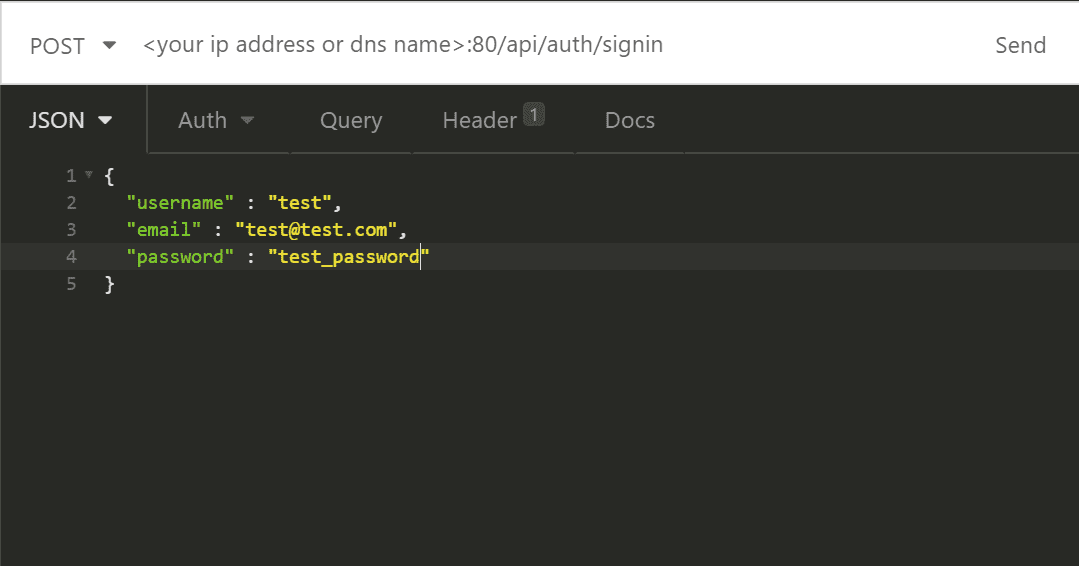 POST <your ip address or dns name>:80/api/auth/signin Send
JSON Auth Query Header 1 Docs
1 {
2 "username" : "test",
3 "email" : "test@test.com",
4 "password" : "test_password"
5 }